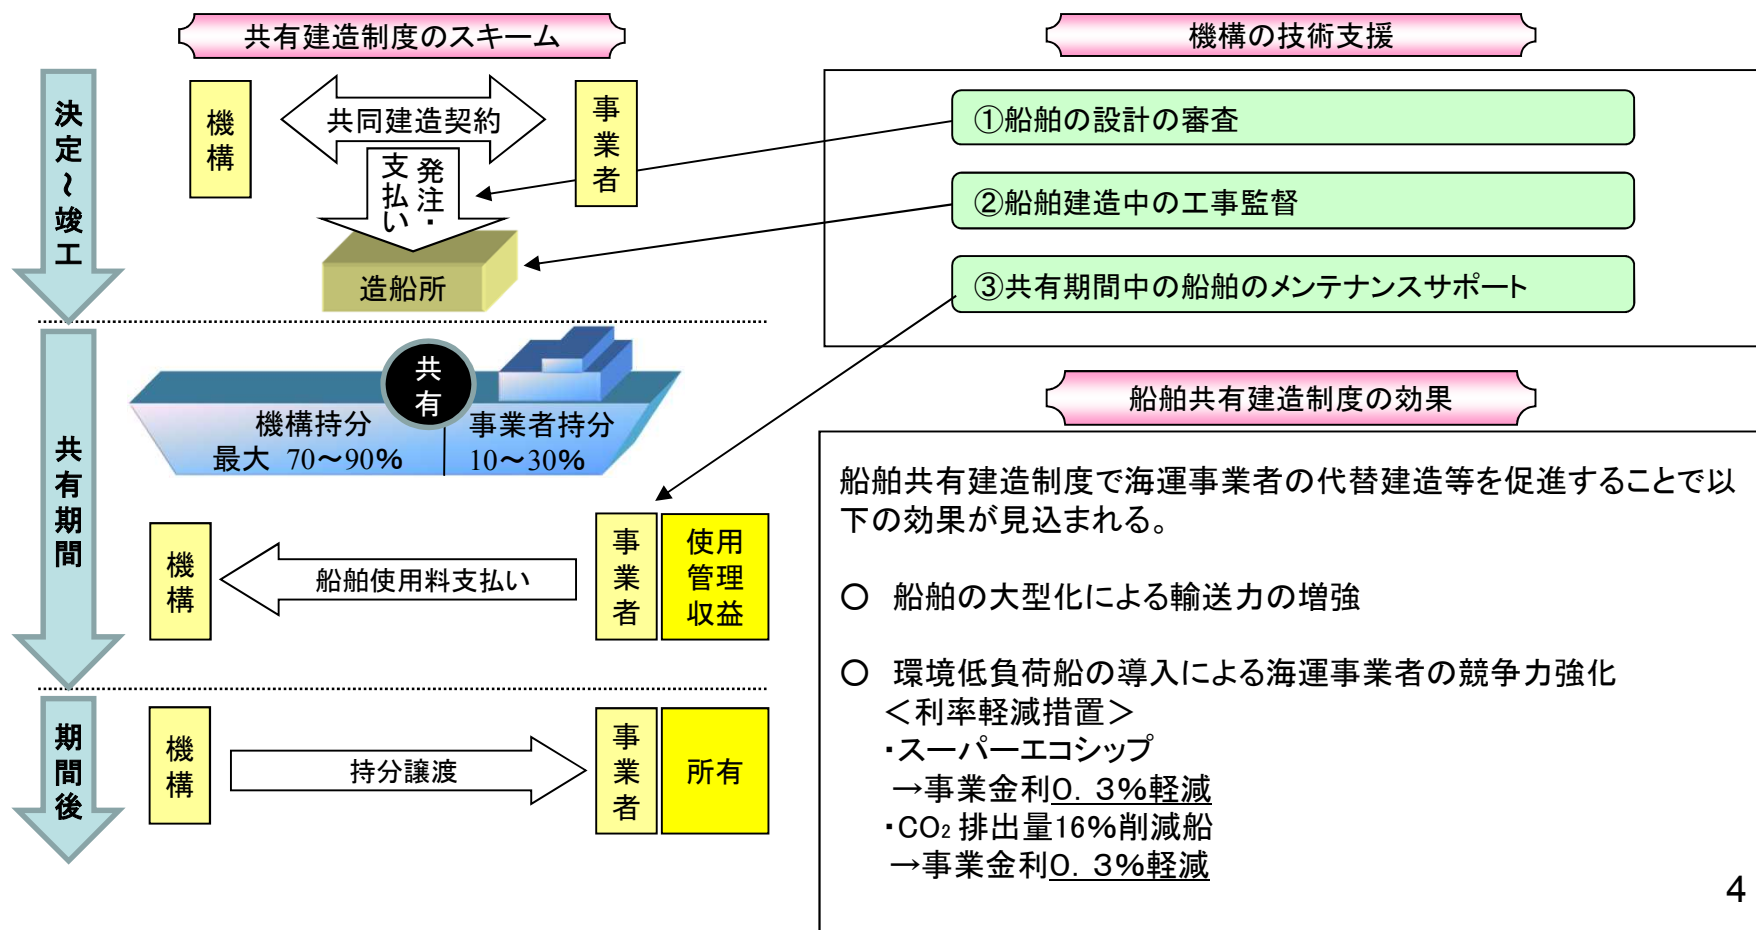 共有建造制度のスキーム
決定～竣工
機構
共同建造契約
事業者
発注・
支払い
造船所
共有期間
共有
機構持分
最大 70～90%
事業者持分
10～30%
機構
船舶使用料支払い
事業者
使用
管理
収益
期間後
機構
持分譲渡
事業者
所有
機構の技術支援
①船舶の設計の審査
②船舶建造中の工事監督
③共有期間中の船舶のメンテナンスサポート
船舶共有建造制度の効果
船舶共有建造制度で海運事業者の代替建造等を促進することで以
下の効果が見込まれる。
○ 船舶の大型化による輸送力の増強
○ 環境低負荷船の導入による海運事業者の競争力強化
＜利率軽減措置＞
・スーパーエコシップ
→事業金利０．３％軽減
・CO₂排出量16%削減船
→事業金利０．３％軽減
4